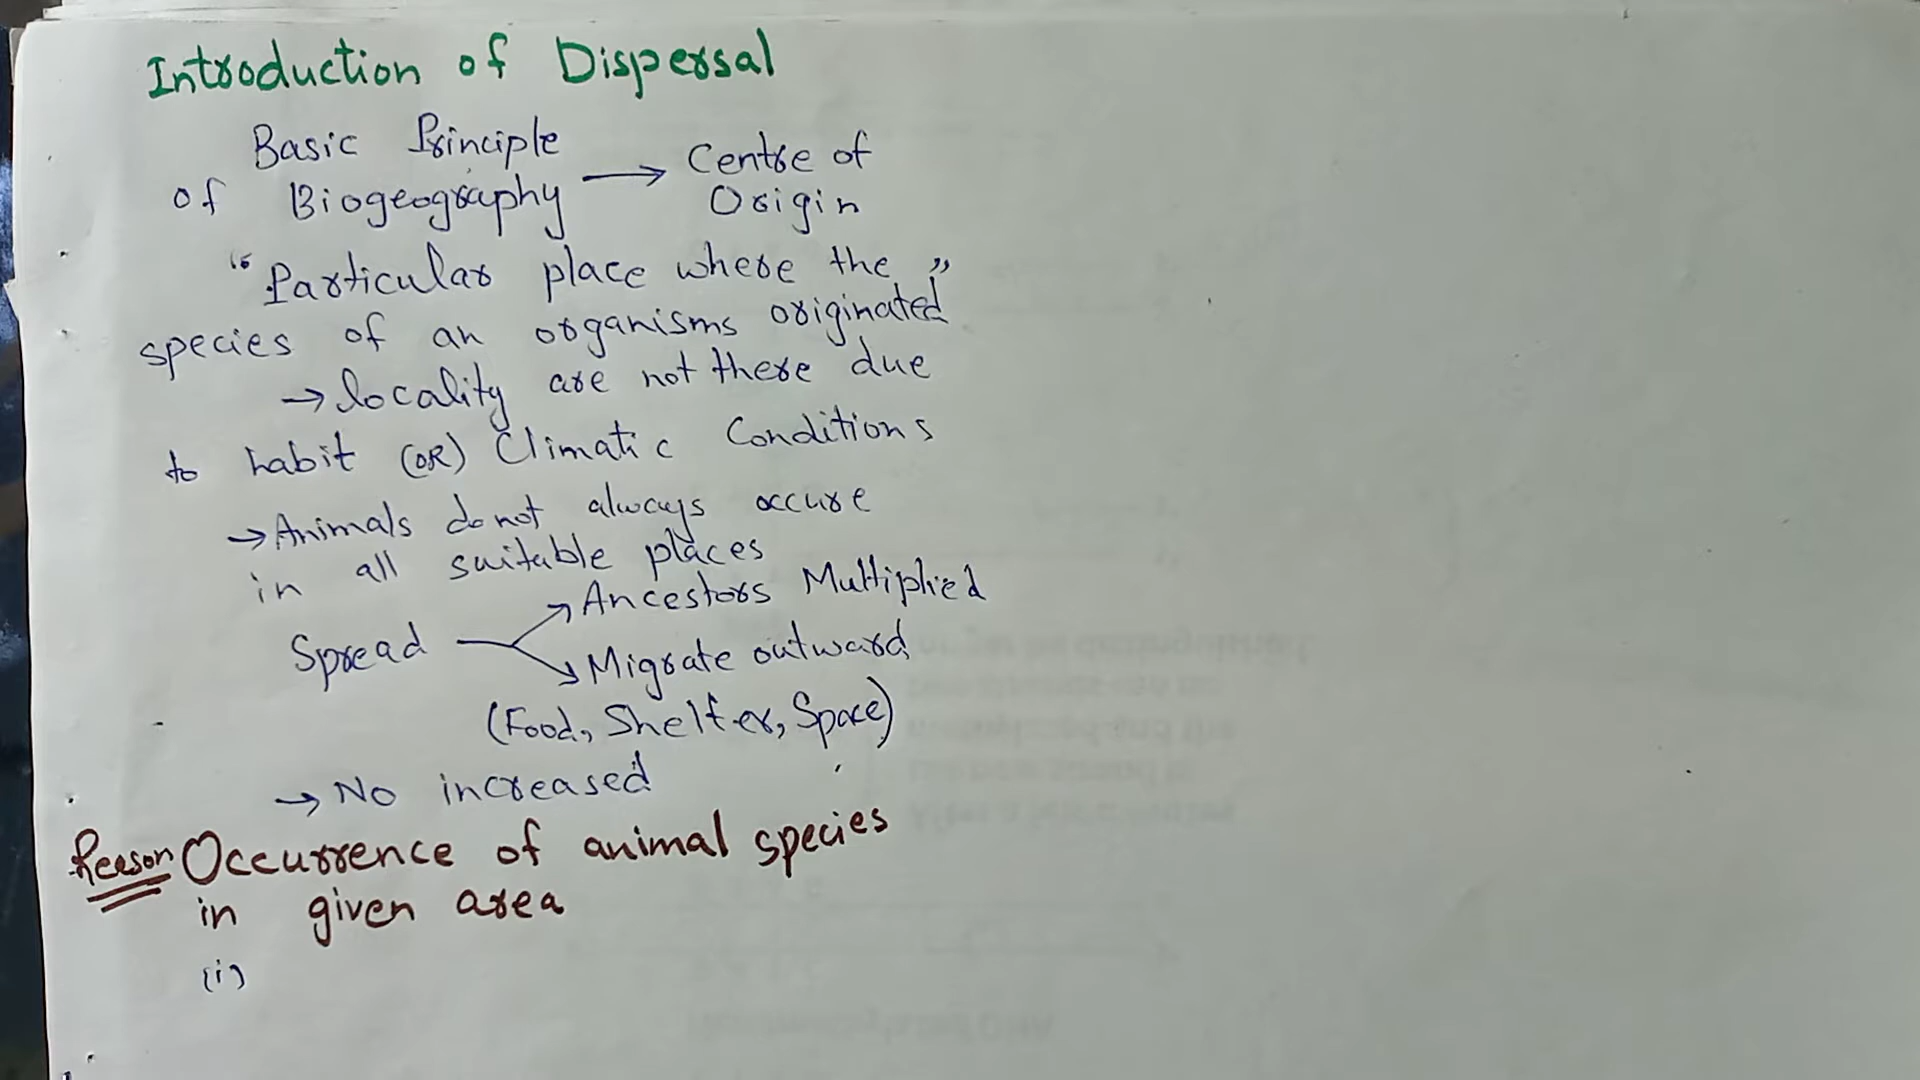 Introduction of Dispersal
Basic Principle
of Biogeography → Centre of
Origin
"Particular place where the"
species of an organisms originated
→ locality are not there due
to habit (OR) Climatic Conditions
→ Animals do not always occure
in all suitable places
Spread → Ancestors Multiplied
→ Migrate outward
(Food, Shelter, Space)
→ No increased
Reason Occurrence of animal species
in given area
(i)